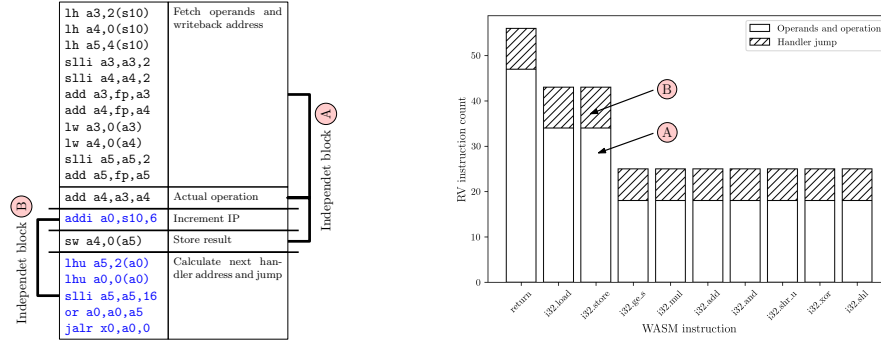 lh a3,2(s10)
lh a4,0(s10)
lh a5,4(s10)
slli a3,a3,2
slli a4,a4,2
add a3,fp,a3
add a4,fp,a4
lw a3,0(a3)
lw a4,0(a4)
slli a5,a5,2
add a5,fp,a5
Fetch operands and
writeback address
add a4,a3,a4
Actual operation
addi a0,s10,6
Increment IP
sw a4,0(a5)
Store result
lhu a5,2(a0)
lhu a0,0(a0)
slli a5,a5,16
or a0,a0,a5
jalr x0,a0,0
Calculate next han-
dler address and jump
Independet block B
Independet block A
Operands and operation
Handler jump
B
A
RV instruction count
50
40
30
20
10
0
return
i32.load
i32.store
i32.ge_s
i32.mul
i32.add
i32.and
i32.shr_u
i32.xor
i32.shl
WASM instruction